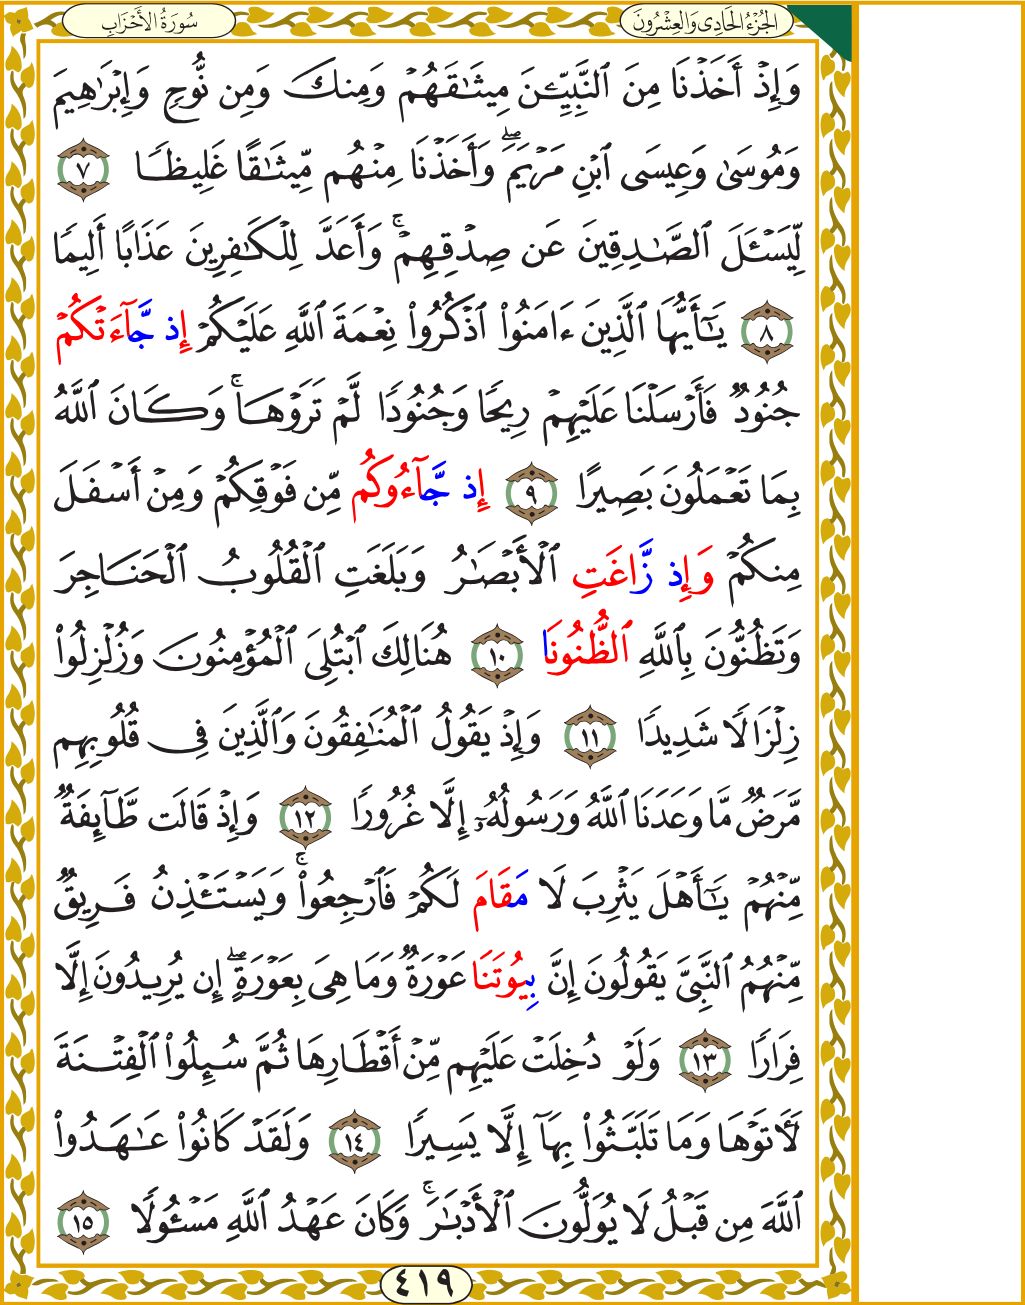 الجُزْءُ الحَادِي وَالعِشْرُونَ
سُورَةُ الأَحْزَابِ
وَإِذْ أَخَذْنَا مِنَ ٱلنَّبِيِّـۧنَ مِيثَـٰقَهُمْ وَمِنكَ وَمِن نُّوحٍ وَإِبْرَٰهِيمَ
وَمُوسَىٰ وَعِيسَى ٱبْنِ مَرْيَمَ ۖ وَأَخَذْنَا مِنْهُم مِّيثَـٰقًا غَلِيظًا ٧
لِّيَسْـَٔلَ ٱلصَّـٰدِقِينَ عَن صِدْقِهِمْ ۚ وَأَعَدَّ لِلْكَـٰفِرِينَ عَذَابًا أَلِيمًا
٨ يَـٰٓأَيُّهَا ٱلَّذِينَ ءَامَنُوا۟ ٱذْكُرُوا۟ نِعْمَةَ ٱللَّهِ عَلَيْكُمْ إِذ جَّآءَتْكُمْ
جُنُودٌ فَأَرْسَلْنَا عَلَيْهِمْ رِيحًا وَجُنُودًا لَّمْ تَرَوْهَا ۚ وَكَانَ ٱللَّهُ
بِمَا تَعْمَلُونَ بَصِيرًا ٩ إِذ جَّآءُوكُم مِّن فَوْقِكُمْ وَمِنْ أَسْفَلَ
مِنكُمْ وَإِذ زَّاغَتِ ٱلْأَبْصَـٰرُ وَبَلَغَتِ ٱلْقُلُوبُ ٱلْحَنَاجِرَ
وَتَظُنُّونَ بِٱللَّهِ ٱلظُّنُونَا ١٠ هُنَالِكَ ٱبْتُلِىَ ٱلْمُؤْمِنُونَ وَزُلْزِلُوا۟
زِلْزَالًا شَدِيدًا ١١ وَإِذْ يَقُولُ ٱلْمُنَـٰفِقُونَ وَٱلَّذِينَ فِى قُلُوبِهِم
مَّرَضٌ مَّا وَعَدَنَا ٱللَّهُ وَرَسُولُهُۥٓ إِلَّا غُرُورًا ١٢ وَإِذْ قَالَت طَّآئِفَةٌ
مِّنْهُمْ يَـٰٓأَهْلَ يَثْرِبَ لَا مَقَامَ لَكُمْ فَٱرْجِعُوا۟ ۚ وَيَسْتَـْٔذِنُ فَرِيقٌ
مِّنْهُمُ ٱلنَّبِىَّ يَقُولُونَ إِنَّ بِيُوتَنَا عَوْرَةٌ وَمَا هِىَ بِعَوْرَةٍ ۖ إِن يُرِيدُونَ إِلَّا
فِرَارًا ١٣ وَلَوْ دُخِلَتْ عَلَيْهِم مِّنْ أَقْطَارِهَا ثُمَّ سُئِلُوا۟ ٱلْفِتْنَةَ
لَـَٔاتَوْهَا وَمَا تَلَبَّثُوا۟ بِهَآ إِلَّا يَسِيرًا ١٤ وَلَقَدْ كَانُوا۟ عَـٰهَدُوا۟
ٱللَّهَ مِن قَبْلُ لَا يُوَلُّونَ ٱلْأَدْبَـٰرَ ۚ وَكَانَ عَهْدُ ٱللَّهِ مَسْـُٔولًا ١٥
٤١٩